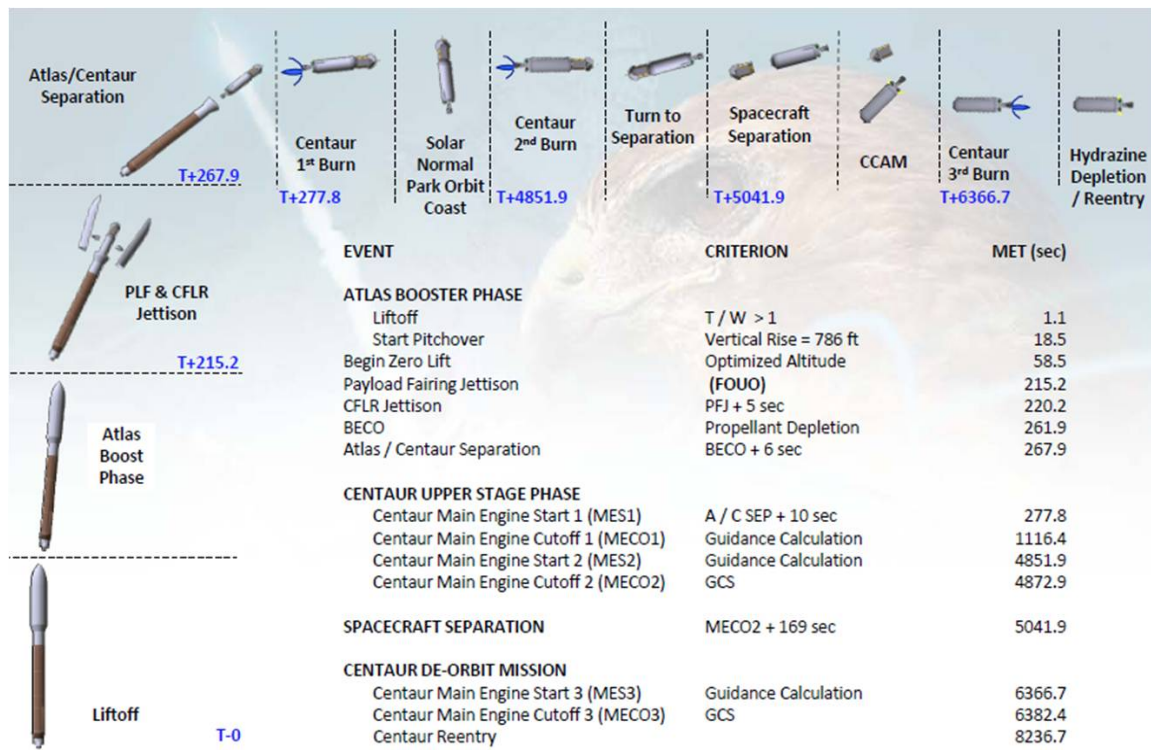 Atlas/Centaur
Separation
T+267.9
Centaur
1st Burn
T+277.8
Solar
Normal
Park Orbit
Coast
Centaur
2nd Burn
T+4851.9
Turn to
Separation
Spacecraft
Separation
T+5041.9
CCAM
Centaur
3rd Burn
T+6366.7
Hydrazine
Depletion
/ Reentry
PLF & CFLR
Jettison
T+215.2
Atlas
Boost
Phase
Liftoff
T-0
EVENT CRITERION MET (sec)
ATLAS BOOSTER PHASE
Liftoff T / W > 1 1.1
Start Pitchover Vertical Rise = 786 ft 18.5
Begin Zero Lift Optimized Altitude 58.5
Payload Fairing Jettison (FOUO) 215.2
CFLR Jettison PFJ + 5 sec 220.2
BECO Propellant Depletion 261.9
Atlas / Centaur Separation BECO + 6 sec 267.9
CENTAUR UPPER STAGE PHASE
Centaur Main Engine Start 1 (MES1) A / C SEP + 10 sec 277.8
Centaur Main Engine Cutoff 1 (MECO1) Guidance Calculation 1116.4
Centaur Main Engine Start 2 (MES2) Guidance Calculation 4851.9
Centaur Main Engine Cutoff 2 (MECO2) GCS 4872.9
SPACECRAFT SEPARATION MECO2 + 169 sec 5041.9
CENTAUR DE-ORBIT MISSION
Centaur Main Engine Start 3 (MES3) Guidance Calculation 6366.7
Centaur Main Engine Cutoff 3 (MECO3) GCS 6382.4
Centaur Reentry 8236.7